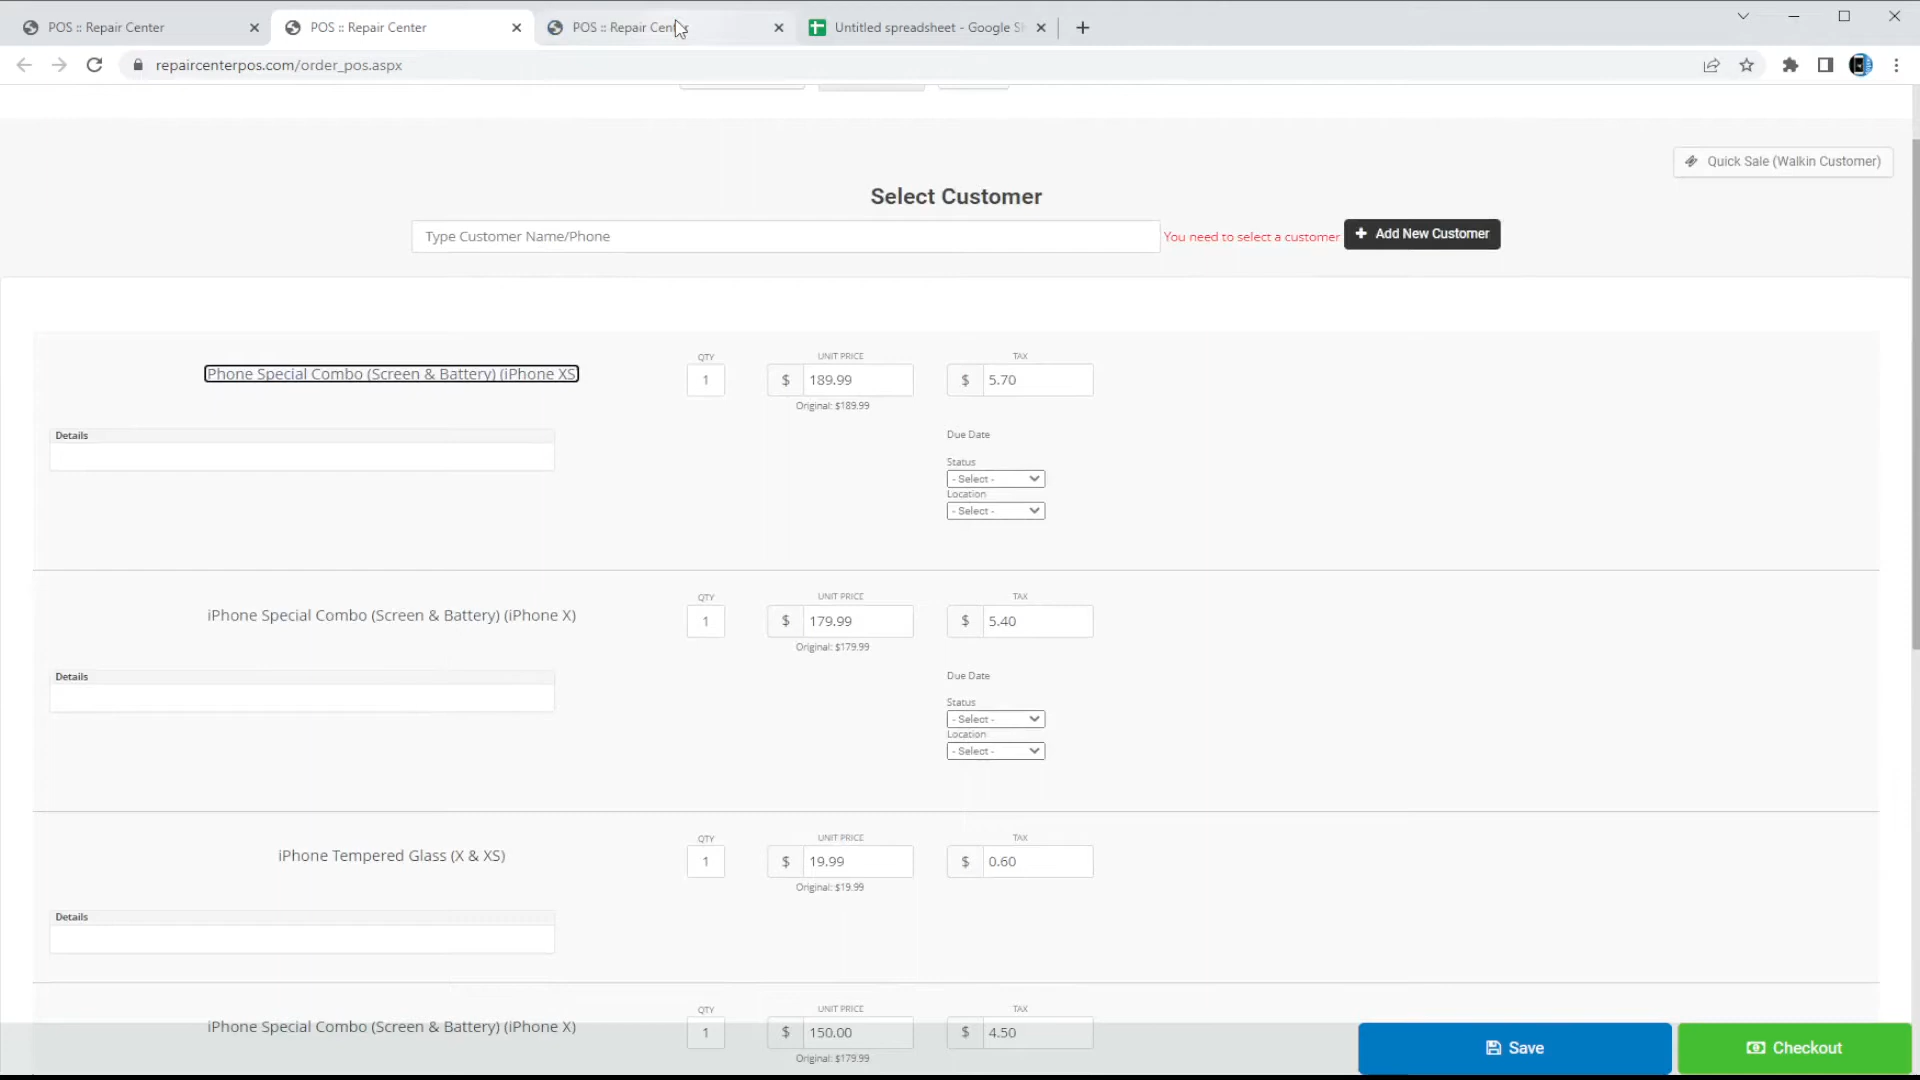 POS :: Repair Center
POS :: Repair Center
POS :: Repair Center
Untitled spreadsheet - Google Sh
repaircenterpos.com/order_pos.aspx
Quick Sale (Walkin Customer)
Select Customer
Type Customer Name/Phone
You need to select a customer
Add New Customer
iPhone Special Combo (Screen & Battery) (iPhone XS)
QTY
1
UNIT PRICE
$ 189.99
Original: $189.99
TAX
$ 5.70
Details
Due Date
Status
- Select -
Location
- Select -
iPhone Special Combo (Screen & Battery) (iPhone X)
QTY
1
UNIT PRICE
$ 179.99
Original: $179.99
TAX
$ 5.40
Details
Due Date
Status
- Select -
Location
- Select -
iPhone Tempered Glass (X & XS)
QTY
1
UNIT PRICE
$ 19.99
Original: $19.99
TAX
$ 0.60
Details
iPhone Special Combo (Screen & Battery) (iPhone X)
QTY
1
UNIT PRICE
$ 150.00
Original: $179.99
TAX
$ 4.50
Save
Checkout